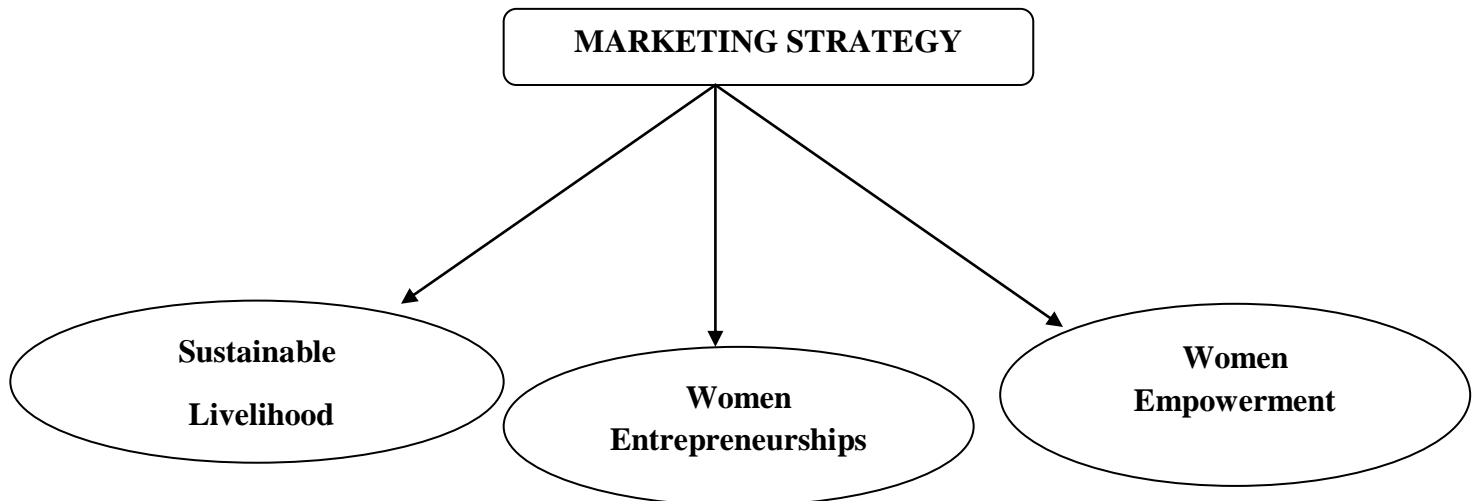 MARKETING STRATEGY
Sustainable
Livelihood
Women
Entrepreneurships
Women
Empowerment